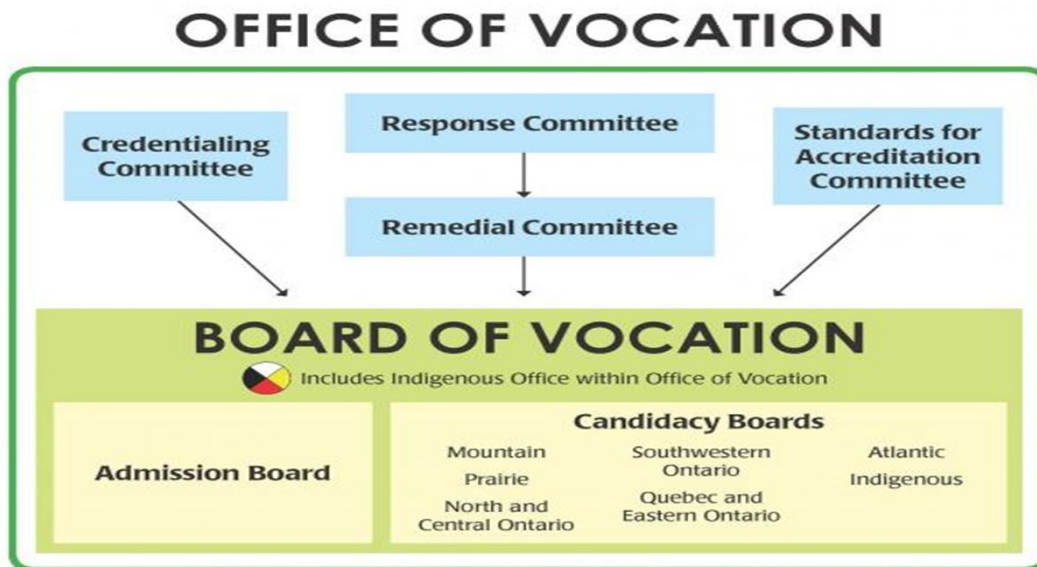 OFFICE OF VOCATION
Credentialing
Committee
Response Committee
Remedial Committee
Standards for
Accreditation
Committee
BOARD OF VOCATION
Includes Indigenous Office within Office of Vocation
Admission Board
Candidacy Boards
Mountain
Prairie
North and
Central Ontario
Southwestern
Ontario
Quebec and
Eastern Ontario
Atlantic
Indigenous